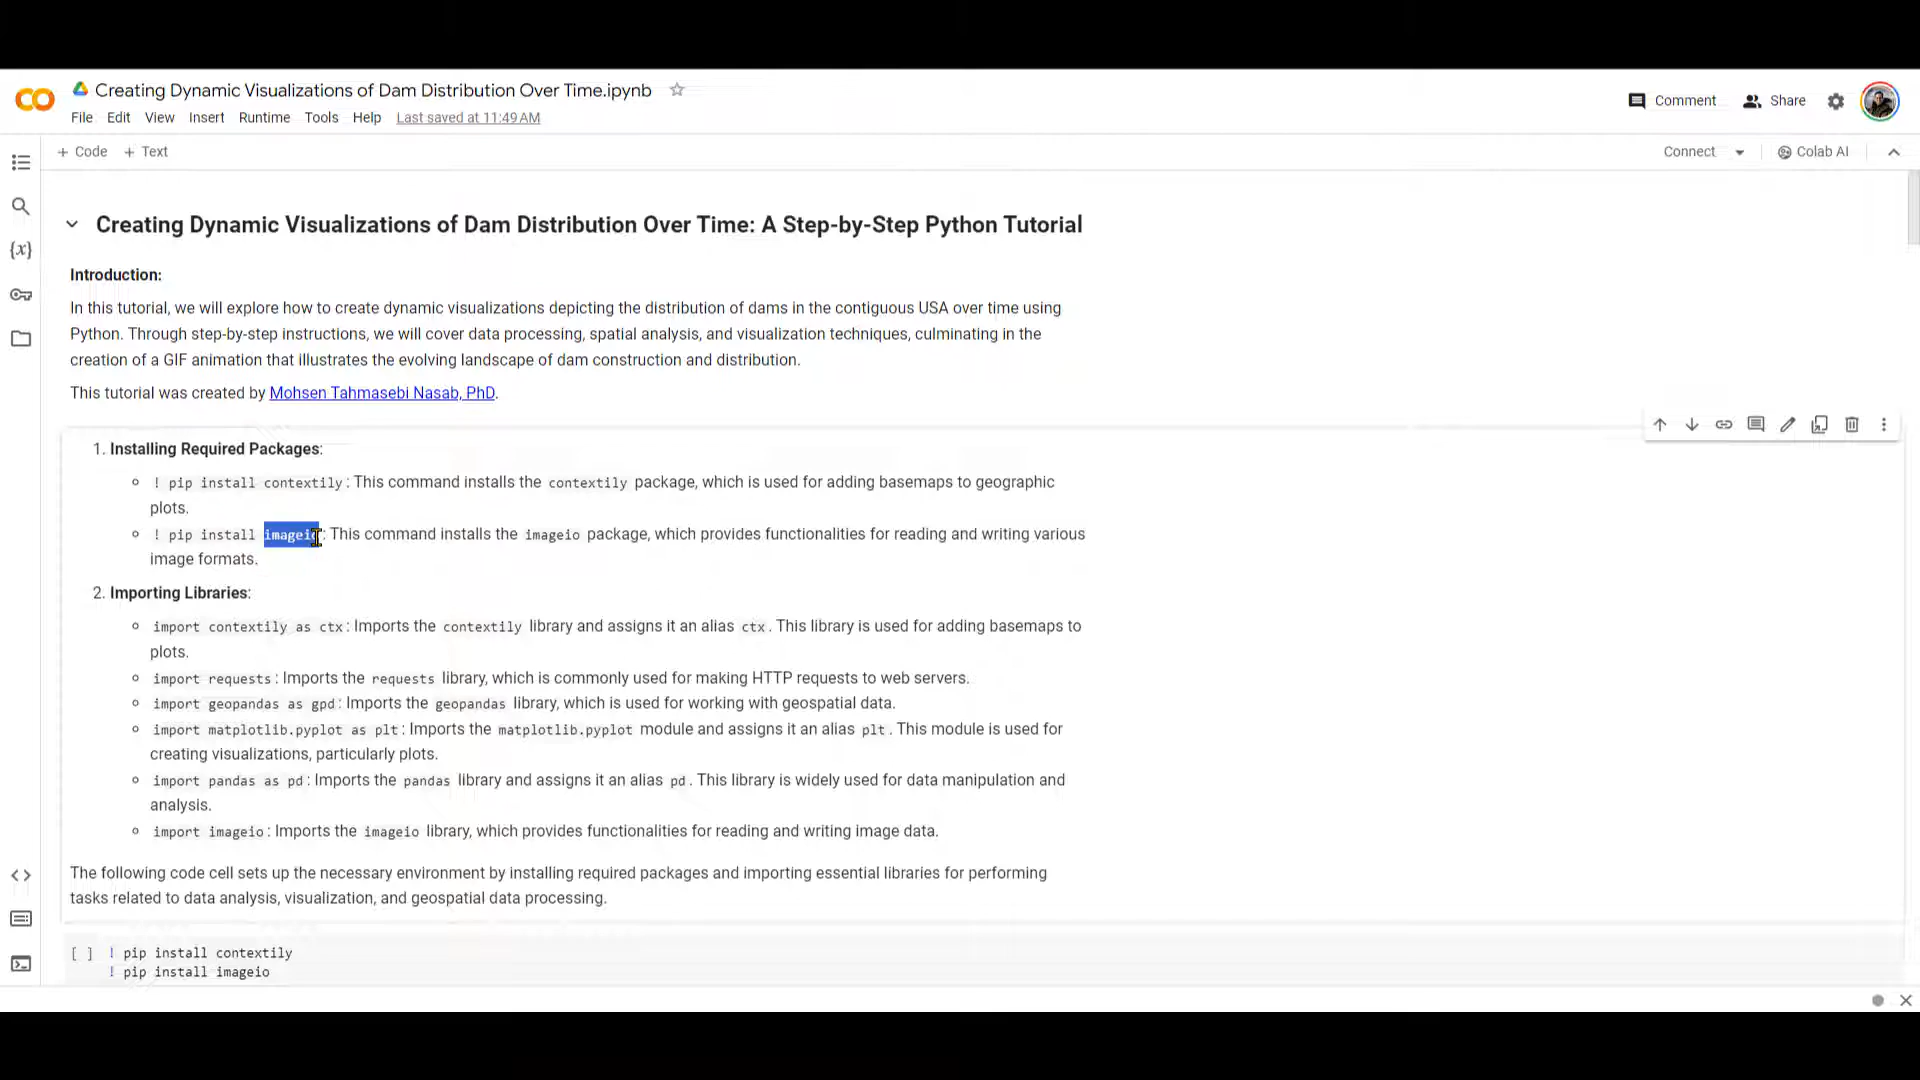 Creating Dynamic Visualizations of Dam Distribution Over Time.ipynb
Comment
Share
File Edit View Insert Runtime Tools Help Last saved at 11:49 AM
+ Code + Text
Connect
Colab AI
Creating Dynamic Visualizations of Dam Distribution Over Time: A Step-by-Step Python Tutorial
Introduction:
In this tutorial, we will explore how to create dynamic visualizations depicting the distribution of dams in the contiguous USA over time using
Python. Through step-by-step instructions, we will cover data processing, spatial analysis, and visualization techniques, culminating in the
creation of a GIF animation that illustrates the evolving landscape of dam construction and distribution.
This tutorial was created by Mohsen Tahmasebi Nasab, PhD.
1. Installing Required Packages:
! pip install contextily: This command installs the contextily package, which is used for adding basemaps to geographic
plots.
! pip install imageio: This command installs the imageio package, which provides functionalities for reading and writing various
image formats.
2. Importing Libraries:
import contextily as ctx: Imports the contextily library and assigns it an alias ctx. This library is used for adding basemaps to
plots.
import requests: Imports the requests library, which is commonly used for making HTTP requests to web servers.
import geopandas as gpd: Imports the geopandas library, which is used for working with geospatial data.
import matplotlib.pyplot as plt: Imports the matplotlib.pyplot module and assigns it an alias plt. This module is used for
creating visualizations, particularly plots.
import pandas as pd: Imports the pandas library and assigns it an alias pd. This library is widely used for data manipulation and
analysis.
import imageio: Imports the imageio library, which provides functionalities for reading and writing image data.
The following code cell sets up the necessary environment by installing required packages and importing essential libraries for performing
tasks related to data analysis, visualization, and geospatial data processing.
[ ] ! pip install contextily
! pip install imageio